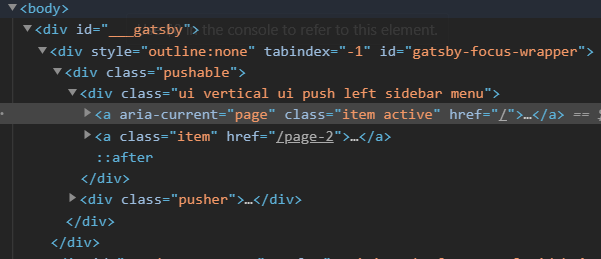 <body>
<div id="___gatsby">
the console to refer to this element.
<div style="outline:none" tabindex="-1" id="gatsby-focus-wrapper">
<div class="pushable">
<div class="ui vertical ui push left sidebar menu">
<a aria-current="page" class="item active" href="/">…</a> ==
<a class="item" href="/page-2">…</a>
::after
</div>
<div class="pusher">…</div>
</div>
</div>